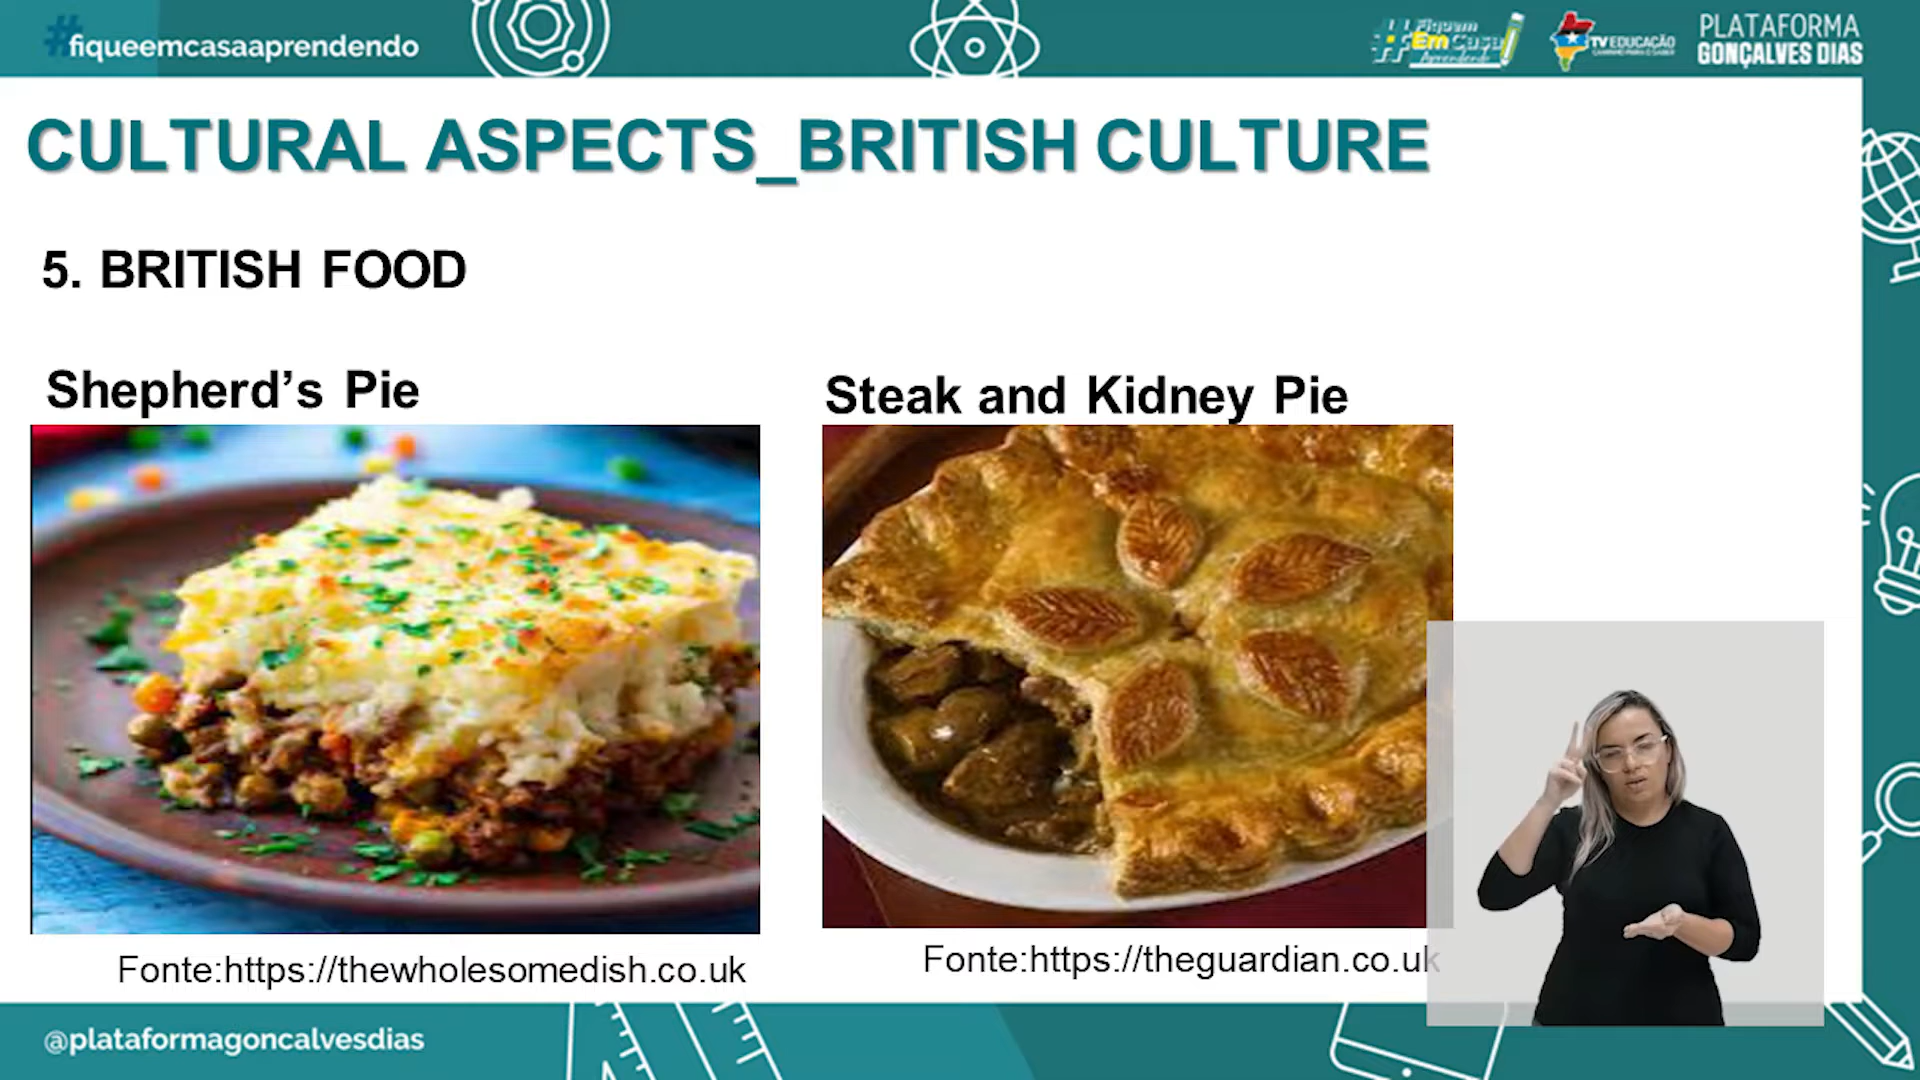 #fiqueemcasaaprendendo
#Fiquem
Em Casa
Aprendendo
TV EDUCAÇÃO
PLATAFORMA
GONÇALVES DIAS
CULTURAL ASPECTS_BRITISH CULTURE
5. BRITISH FOOD
Shepherd’s Pie
Steak and Kidney Pie
Fonte:https://thewholesomedish.co.uk
Fonte:https://theguardian.co.uk
@plataformagoncalvesdias